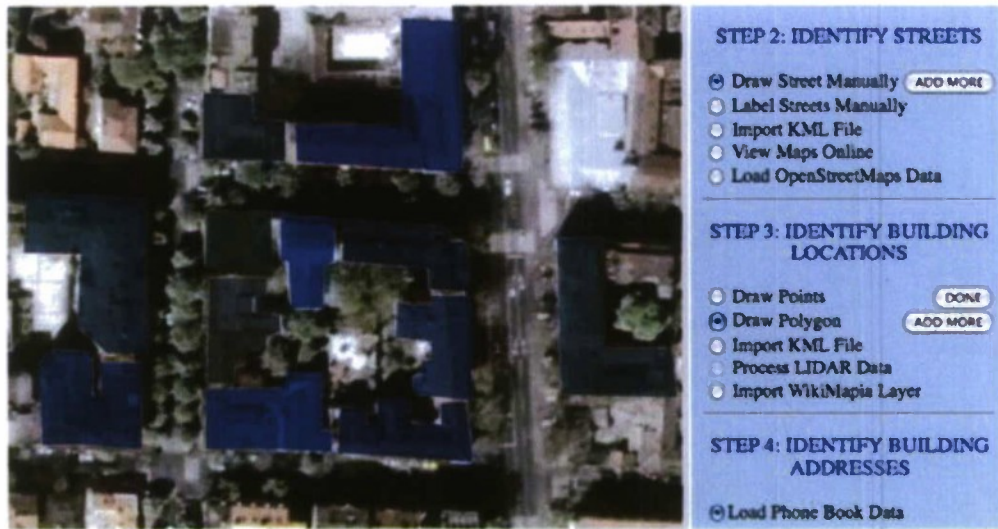 STEP 2: IDENTIFY STREETS
Draw Street Manually ADD MORE
Label Streets Manually
Import KML File
View Maps Online
Load OpenStreetMaps Data
STEP 3: IDENTIFY BUILDING
LOCATIONS
Draw Points DONE
Draw Polygon ADD MORE
Import KML File
Process LIDAR Data
Import WikiMapia Layer
STEP 4: IDENTIFY BUILDING
ADDRESSES
Load Phone Book Data